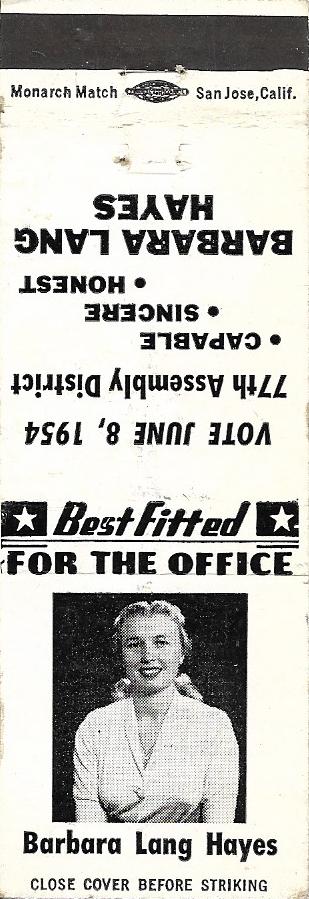 Monarch Match San Jose, Calif.
VOTE JUNE 8, 1954
77th Assembly District
• CAPABLE
• SINCERE
• HONEST
BARBARA LANG
HAYES
Best Fitted
FOR THE OFFICE
Barbara Lang Hayes
CLOSE COVER BEFORE STRIKING